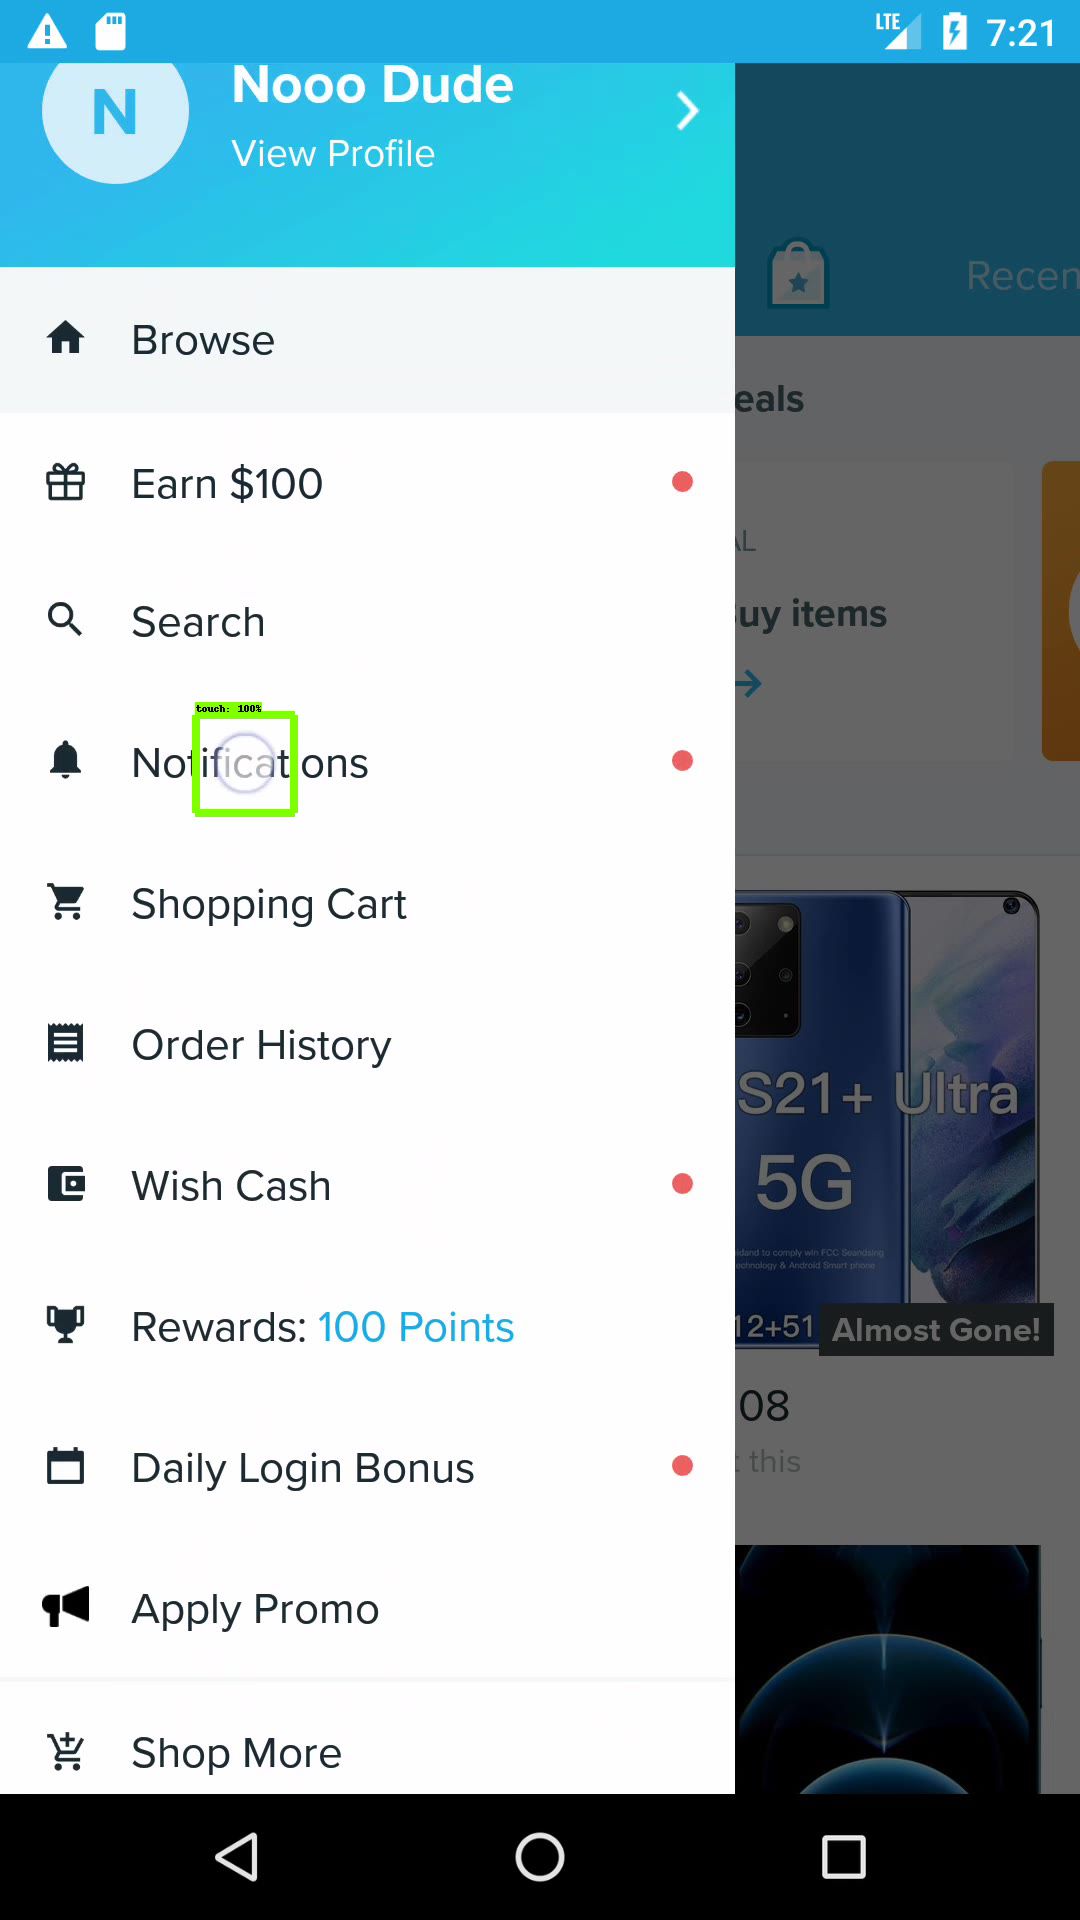 LTE 7:21
N
Nooo Dude
View Profile
Recen
Browse
eals
Earn $100
AL
Search
uy items
touch: 100%
Notifications
Shopping Cart
Order History
S21+ Ultra
5G
Wish Cash
12+51
Almost Gone!
Rewards: 100 Points
08
this
Daily Login Bonus
Apply Promo
Shop More